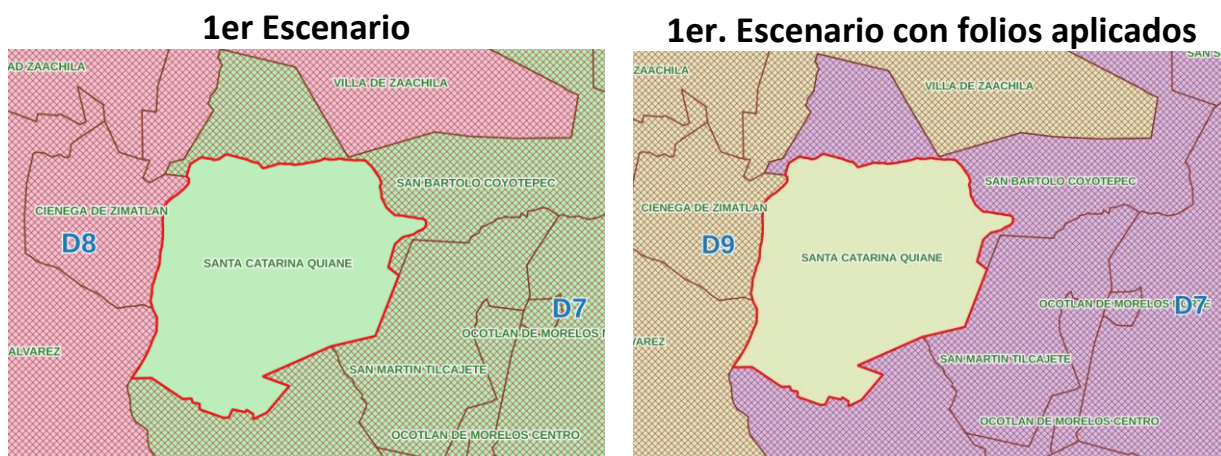 1er Escenario
AD ZAACHILA
VILLA DE ZAACHILA
SAN BARTOLO COYOTEPEC
CIENEGA DE ZIMATLAN
D8
SANTA CATARINA QUIANE
D7
OCOTLAN DE MORELOS N
ALVAREZ
SAN MARTIN TILCAJETE
OCOTLAN DE MORELOS CENTRO
1er. Escenario con folios aplicados
SAN S
ZAACHILA
VILLA DE ZAACHILA
SAN BARTOLO COYOTEPEC
CIENEGA DE ZIMATLAN
D9
SANTA CATARINA QUIANE
OCOTLAN DE MORELOS NORTE
D7
VAREZ
SAN MARTIN TILCAJETE
OCOTLAN DE MORELOS CENTRO